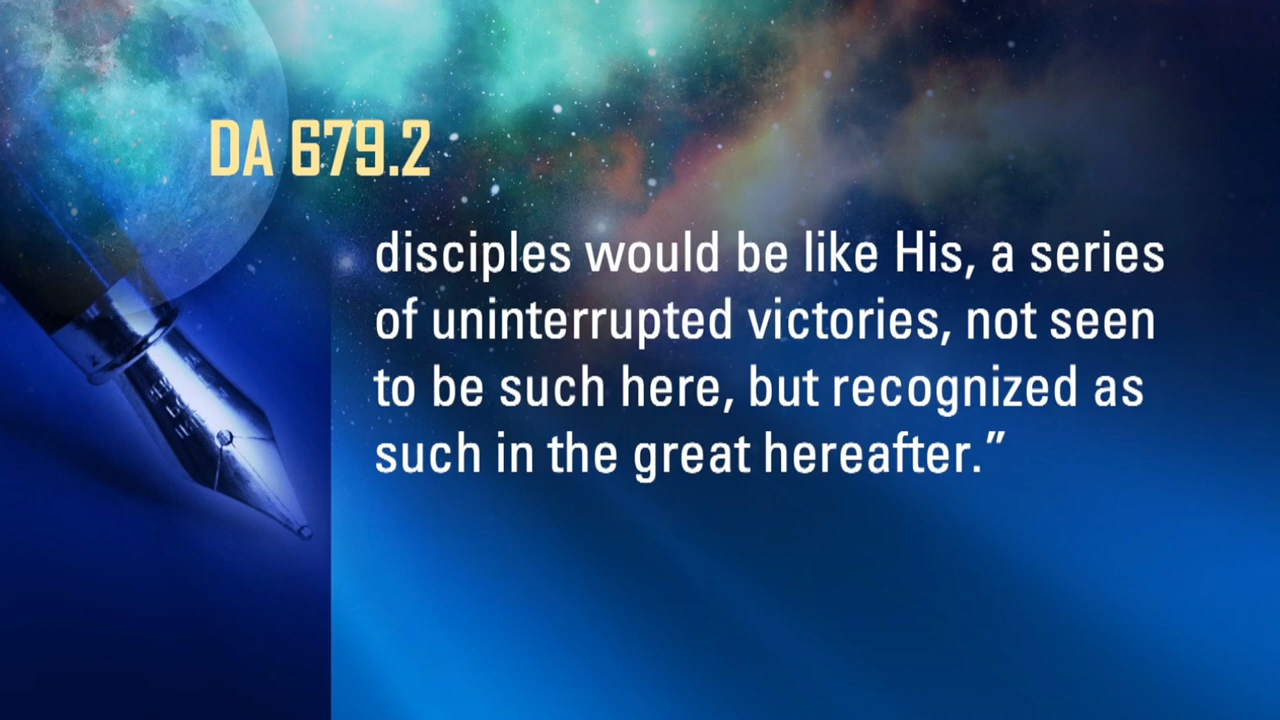 DA 679.2
disciples would be like His, a series
of uninterrupted victories, not seen
to be such here, but recognized as
such in the great hereafter.”